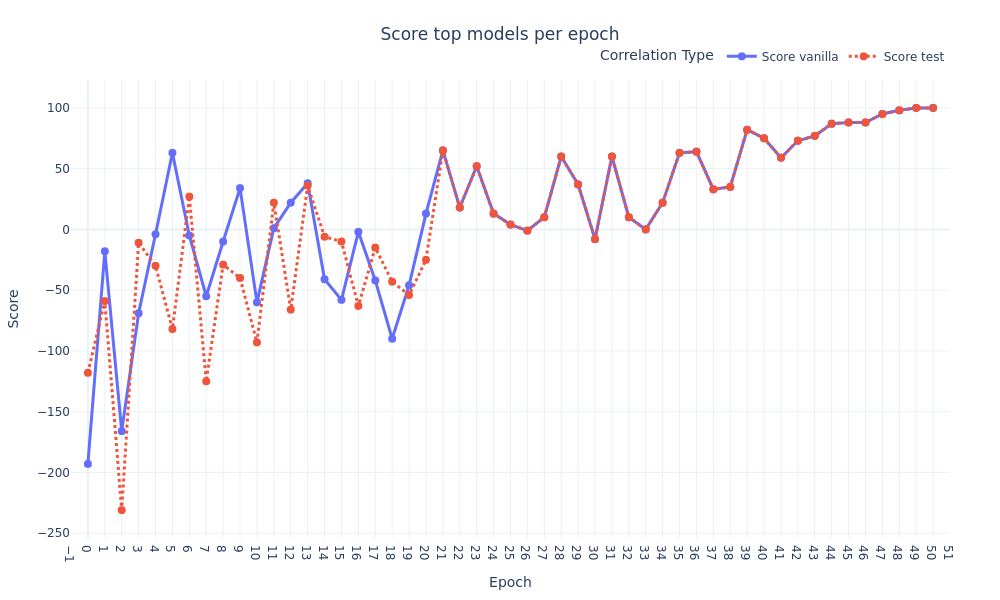 Score top models per epoch
Correlation Type Score vanilla Score test
100
50
0
−50
−100
−150
−200
−250
Score
−1 0 1 2 3 4 5 6 7 8 9 10 11 12 13 14 15 16 17 18 19 20 21 22 23 24 25 26 27 28 29 30 31 32 33 34 35 36 37 38 39 40 41 42 43 44 45 46 47 48 49 50 51
Epoch